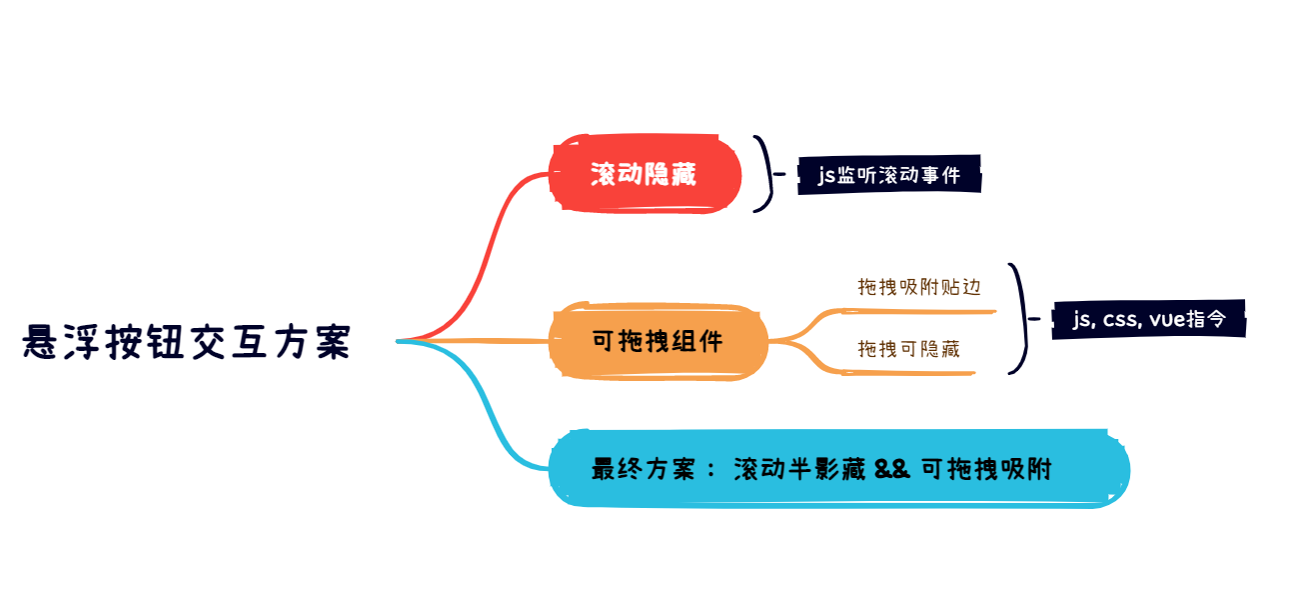 悬浮按钮交互方案
滚动隐藏
js监听滚动事件
可拖拽组件
拖拽吸附贴边
拖拽可隐藏
js, css, vue指令
最终方案： 滚动半影藏 && 可拖拽吸附